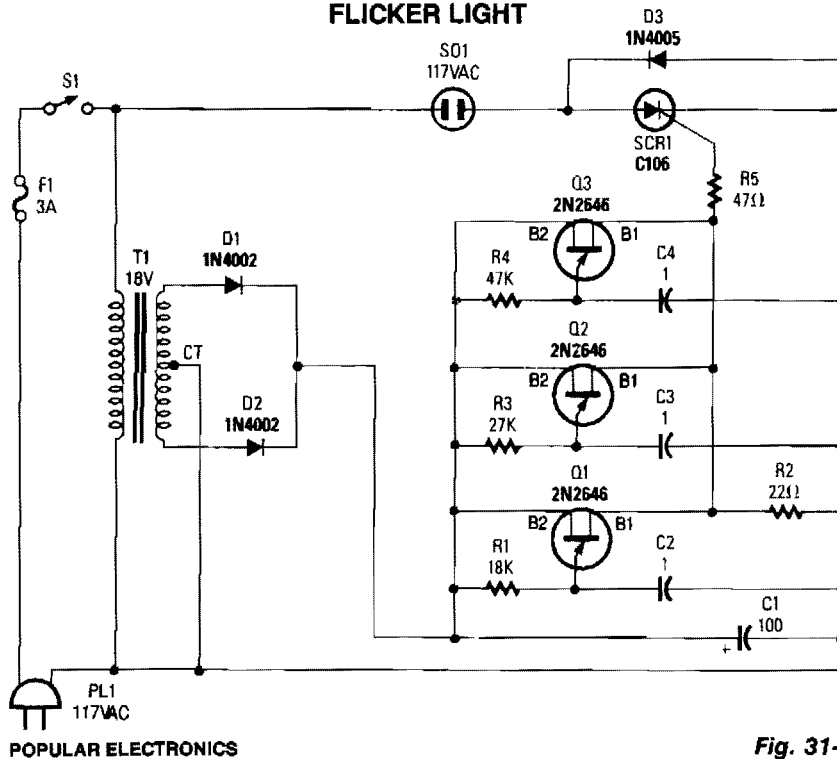 FLICKER LIGHT
D3
1N4005
SO1
117VAC
S1
SCR1
C106
F1
3A
R5
47Ω
Q3
2N2646
B2
B1
D1
1N4002
T1
18V
R4
47K
C4
1
CT
Q2
2N2646
B2
B1
D2
1N4002
R3
27K
C3
1
Q1
2N2646
R2
22Ω
B2
B1
R1
18K
C2
1
C1
100
+
PL1
117VAC
POPULAR ELECTRONICS
Fig. 31-